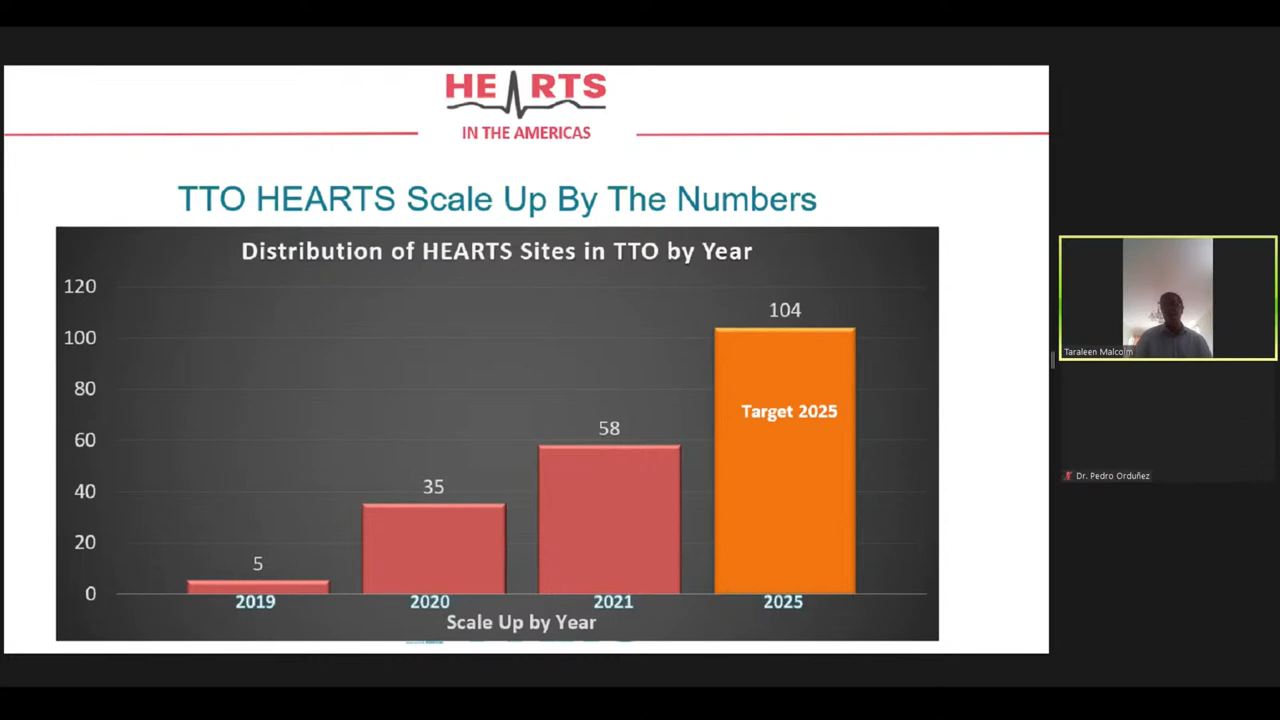 HEARTS
IN THE AMERICAS
TTO HEARTS Scale Up By The Numbers
Distribution of HEARTS Sites in TTO by Year
120
100
80
60
40
20
0
5
35
58
104
Target 2025
2019
2020
2021
2025
Scale Up by Year
Taraleen Malcolm
Dr. Pedro Orduñez